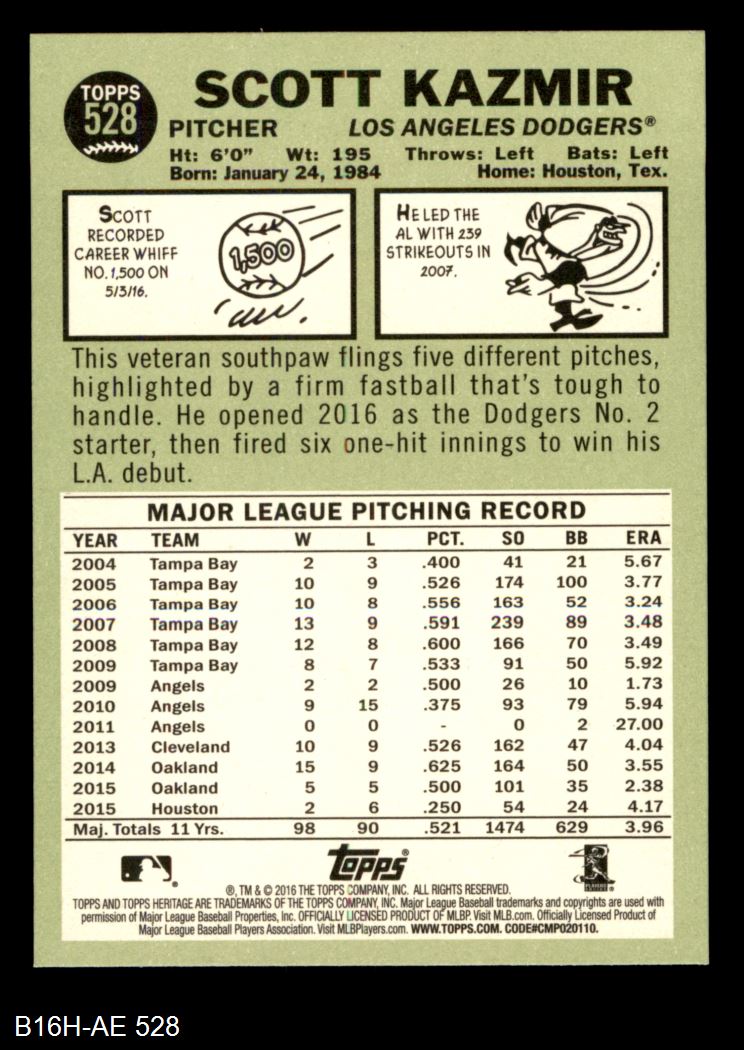 TOPPS
528
SCOTT KAZMIR
PITCHER LOS ANGELES DODGERS®
Ht: 6'0" Wt: 195 Throws: Left Bats: Left
Born: January 24, 1984 Home: Houston, Tex.
SCOTT
RECORDED
CAREER WHIFF
NO. 1,500 ON
5/3/16.
1,500
HE LED THE
AL WITH 239
STRIKEOUTS IN
2007.
This veteran southpaw flings five different pitches,
highlighted by a firm fastball that's tough to
handle. He opened 2016 as the Dodgers No. 2
starter, then fired six one-hit innings to win his
L.A. debut.
MAJOR LEAGUE PITCHING RECORD
YEAR TEAM W L PCT. SO BB ERA
2004 Tampa Bay 2 3 .400 41 21 5.67
2005 Tampa Bay 10 9 .526 174 100 3.77
2006 Tampa Bay 10 8 .556 163 52 3.24
2007 Tampa Bay 13 9 .591 239 89 3.48
2008 Tampa Bay 12 8 .600 166 70 3.49
2009 Tampa Bay 8 7 .533 91 50 5.92
2009 Angels 2 2 .500 26 10 1.73
2010 Angels 9 15 .375 93 79 5.94
2011 Angels 0 0 - 0 2 27.00
2013 Cleveland 10 9 .526 162 47 4.04
2014 Oakland 15 9 .625 164 50 3.55
2015 Oakland 5 5 .500 101 35 2.38
2015 Houston 2 6 .250 54 24 4.17
Maj. Totals 11 Yrs. 98 90 .521 1474 629 3.96
topps®
®, TM & © 2016 THE TOPPS COMPANY, INC. ALL RIGHTS RESERVED.
TOPPS AND TOPPS HERITAGE ARE TRADEMARKS OF THE TOPPS COMPANY, INC. Major League Baseball trademarks and copyrights are used with
permission of Major League Baseball Properties, Inc. OFFICIALLY LICENSED PRODUCT OF MLBP. Visit MLB.com. Officially Licensed Product of
Major League Baseball Players Association. Visit MLBPlayers.com. WWW.TOPPS.COM. CODE#CMP020110.
B16H-AE 528